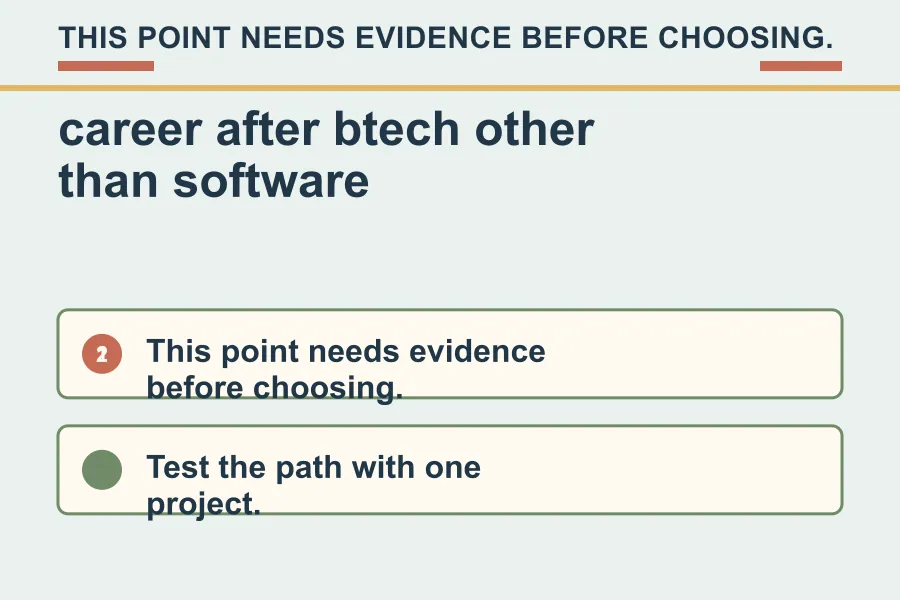 THIS POINT NEEDS EVIDENCE BEFORE CHOOSING.
career after btech other
than software
2
This point needs evidence
before choosing.
Test the path with one
project.